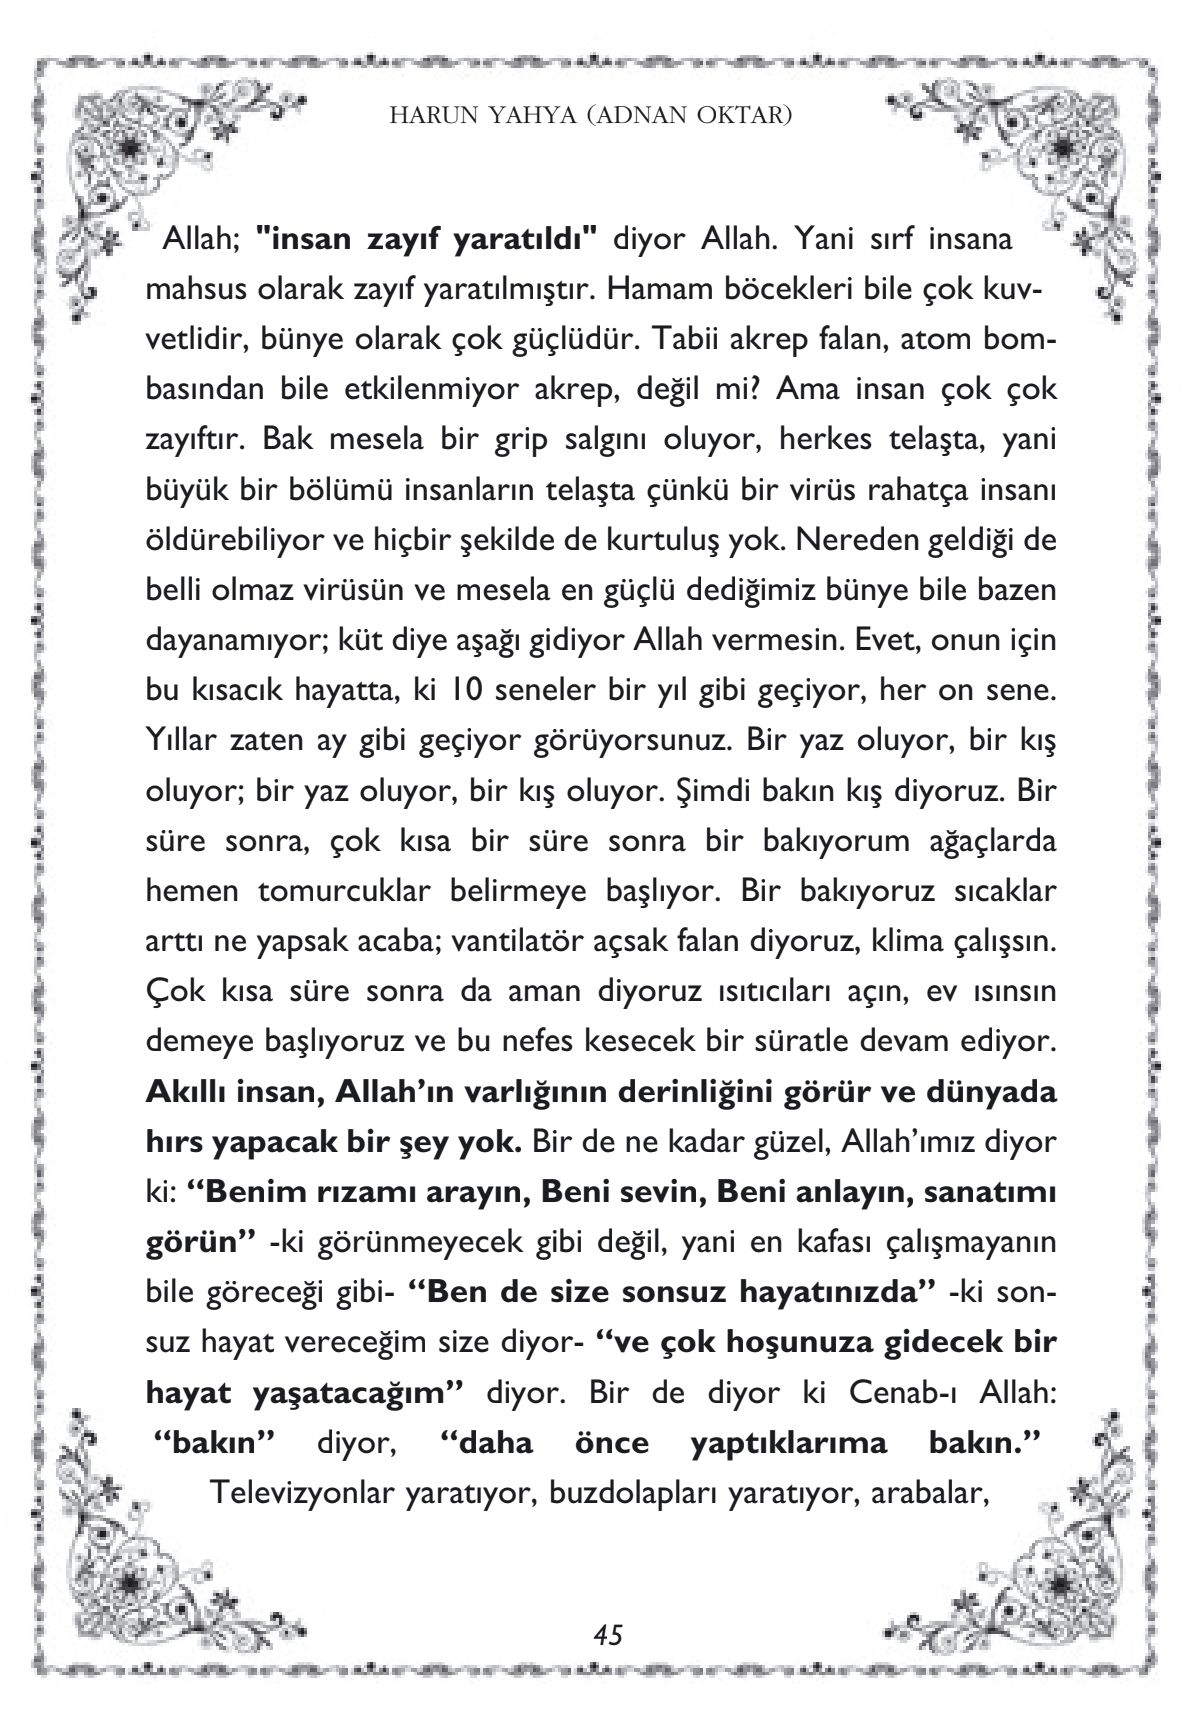 HARUN YAHYA (ADNAN OKTAR)
Allah; "insan zayıf yaratıldı" diyor Allah. Yani sırf insana
mahsus olarak zayıf yaratılmıştır. Hamam böcekleri bile çok kuv-
vetlidir, bünye olarak çok güçlüdür. Tabii akrep falan, atom bom-
basından bile etkilenmiyor akrep, değil mi? Ama insan çok çok
zayıftır. Bak mesela bir grip salgını oluyor, herkes telaşta, yani
büyük bir bölümü insanların telaşta çünkü bir virüs rahatça insanı
öldürebiliyor ve hiçbir şekilde de kurtuluş yok. Nereden geldiği de
belli olmaz virüsün ve mesela en güçlü dediğimiz bünye bile bazen
dayanamıyor; küt diye aşağı gidiyor Allah vermesin. Evet, onun için
bu kısacık hayatta, ki 10 seneler bir yıl gibi geçiyor, her on sene.
Yıllar zaten ay gibi geçiyor görüyorsunuz. Bir yaz oluyor, bir kış
oluyor; bir yaz oluyor, bir kış oluyor. Şimdi bakın kış diyoruz. Bir
süre sonra, çok kısa bir süre sonra bir bakıyorum ağaçlarda
hemen tomurcuklar belirmeye başlıyor. Bir bakıyoruz sıcaklar
arttı ne yapsak acaba; vantilatör açsak falan diyoruz, klima çalışsın.
Çok kısa süre sonra da aman diyoruz ısıtıcıları açın, ev ısınsın
demeye başlıyoruz ve bu nefes kesecek bir süratle devam ediyor.
Akıllı insan, Allah’ın varlığının derinliğini görür ve dünyada
hırs yapacak bir şey yok. Bir de ne kadar güzel, Allah’ımız diyor
ki: “Benim rızamı arayın, Beni sevin, Beni anlayın, sanatımı
görün” -ki görünmeyecek gibi değil, yani en kafası çalışmayanın
bile göreceği gibi- “Ben de size sonsuz hayatınızda” -ki son-
suz hayat vereceğim size diyor- “ve çok hoşunuza gidecek bir
hayat yaşatacağım” diyor. Bir de diyor ki Cenab-ı Allah:
“bakın” diyor, “daha önce yaptıklarıma bakın.”
Televizyonlar yaratıyor, buzdolapları yaratıyor, arabalar,
45